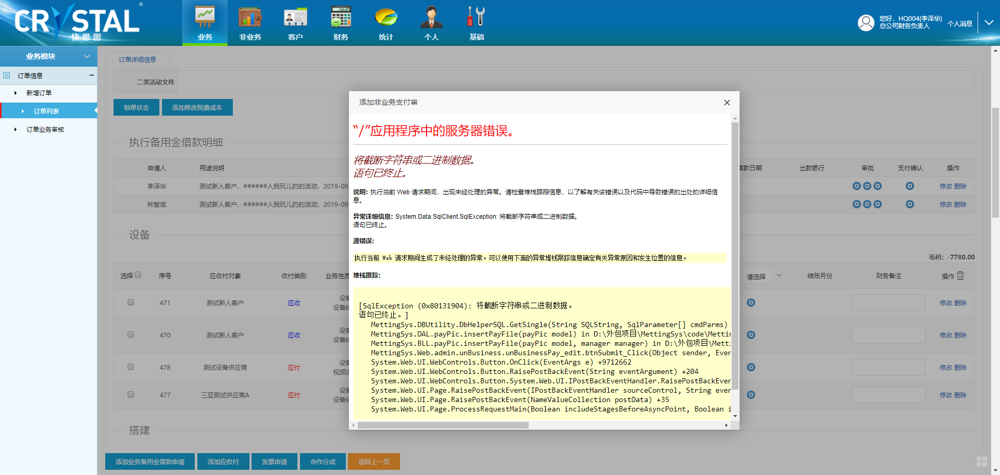 CRYSTAL
®
快思图
业务
非业务
客户
财务
统计
个人
基础
您好，HQ004(李泽华)
总公司财务负责人
个人消息
业务模块
订单信息
新增订单
订单列表
订单业务审核
订单详细信息
二类活动文件
锁单状态
添加修改税费成本
执行备用金借款明细
申请人 用途说明 借款日期 出款银行 审批 支付确认 操作
李泽华 测试新人客户，######人我玩儿扔的活动，2019-09 修改 删除
林智斌 测试新人客户，######人我玩儿扔的活动，2019-09 修改 删除
设备
毛利：-7780.00
选择 序号 应收付对象 收付类别 业务性质 请选择 结账月份 财务备注 操作
471 测试新人客户 应收 设备 修改 删除
470 测试新人客户 应收 设备 修改 删除
478 测试设备供应商 应付 设备 视频设 修改 删除
477 三亚测试供应商A 应付 设备 修改 删除
搭建
添加业务备用金借款申请 添加应收付 发票申请 合作分成 返回上一页
添加非业务支付审
“/”应用程序中的服务器错误。
将截断字符串或二进制数据。
语句已终止。
说明: 执行当前 Web 请求期间，出现未经处理的异常。请检查堆栈跟踪信息，以了解有关该错误以及代码中导致错误的出处的详细信
息。
异常详细信息: System.Data.SqlClient.SqlException: 将截断字符串或二进制数据。
语句已终止。
源错误:
执行当前 Web 请求期间生成了未经处理的异常。可以使用下面的异常堆栈跟踪信息确定有关异常原因和发生位置的信息。
堆栈跟踪:
[SqlException (0x80131904): 将截断字符串或二进制数据。
语句已终止。]
MettingSys.DBUtility.DbHelperSQL.GetSingle(String SQLString, SqlParameter[] cmdParms)
MettingSys.DAL.payPic.insertPayFile(payPic model) in D:\外包项目\MettingSys\code\Mettin
MettingSys.BLL.payPic.insertPayFile(payPic model, manager manager) in D:\外包项目\Mett
MettingSys.Web.admin.unBusiness.unBusinessPay_edit.btnSubmit_Click(Object sender, Even
System.Web.UI.WebControls.Button.OnClick(EventArgs e) +9712662
System.Web.UI.WebControls.Button.RaisePostBackEvent(String eventArgument) +204
System.Web.UI.WebControls.Button.System.Web.UI.IPostBackEventHandler.RaisePostBackEven
System.Web.UI.Page.RaisePostBackEvent(IPostBackEventHandler sourceControl, String even
System.Web.UI.Page.RaisePostBackEvent(NameValueCollection postData) +35
System.Web.UI.Page.ProcessRequestMain(Boolean includeStagesBeforeAsyncPoint, Boolean i